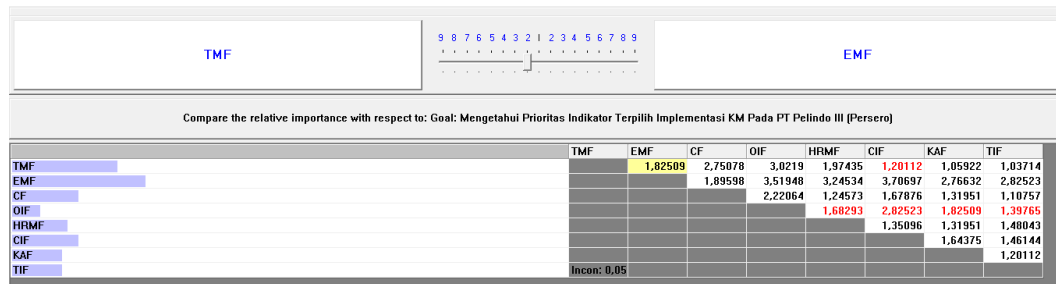 9 8 7 6 5 4 3 2 1 2 3 4 5 6 7 8 9
TMF
EMF
Compare the relative importance with respect to: Goal: Mengetahui Prioritas Indikator Terpilih Implementasi KM Pada PT Pelindo III (Persero)
TMF EMF CF OIF HRMF CIF KAF TIF
TMF 1,82509 2,75078 3,0219 1,97435 1,20112 1,05922 1,03714
EMF 1,89598 3,51948 3,24534 3,70697 2,76632 2,82523
CF 2,22064 1,24573 1,67876 1,31951 1,10757
OIF 1,68293 2,82523 1,82509 1,39765
HRMF 1,35096 1,31951 1,48043
CIF 1,64375 1,46144
KAF 1,20112
TIF Incon: 0,05